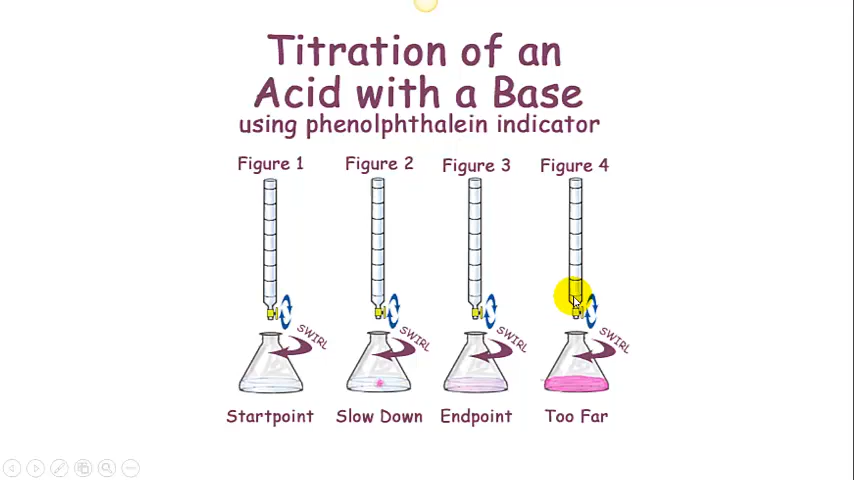 Titration of an
Acid with a Base
using phenolphthalein indicator
Figure 1 Figure 2 Figure 3 Figure 4
SWIRL SWIRL SWIRL SWIRL
Startpoint Slow Down Endpoint Too Far